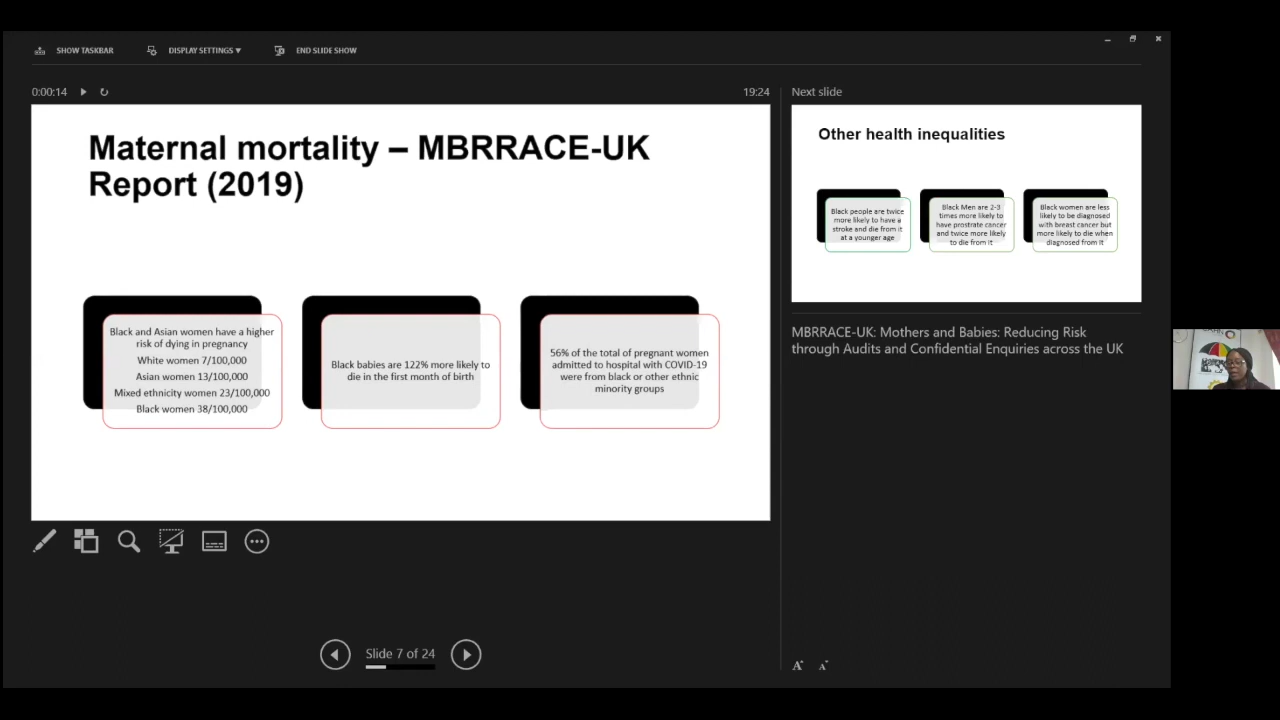 SHOW TASKBAR
DISPLAY SETTINGS ▼
END SLIDE SHOW
0:00:14
19:24
Maternal mortality – MBRRACE-UK
Report (2019)
Black and Asian women have a higher
risk of dying in pregnancy
White women 7/100,000
Asian women 13/100,000
Mixed ethnicity women 23/100,000
Black women 38/100,000
Black babies are 122% more likely to
die in the first month of birth
56% of the total of pregnant women
admitted to hospital with COVID-19
were from black or other ethnic
minority groups
Slide 7 of 24
Next slide
Other health inequalities
Black people are twice
more likely to have a
stroke and die from it
at a younger age
Black Men are 2-3
times more likely to
have prostrate cancer
and twice more likely
to die from it
Black women are less
likely to be diagnosed
with breast cancer but
more likely to die when
diagnosed from it
MBRRACE-UK: Mothers and Babies: Reducing Risk
through Audits and Confidential Enquiries across the UK
A A